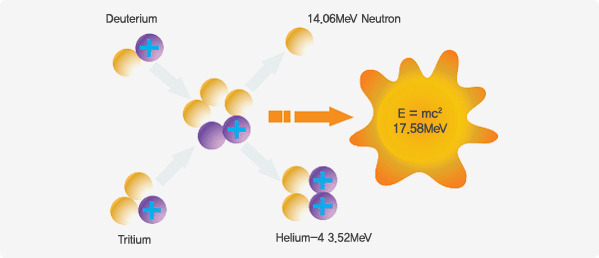 Deuterium
14.06MeV Neutron
E = mc²
17.58MeV
Tritium
Helium-4 3.52MeV